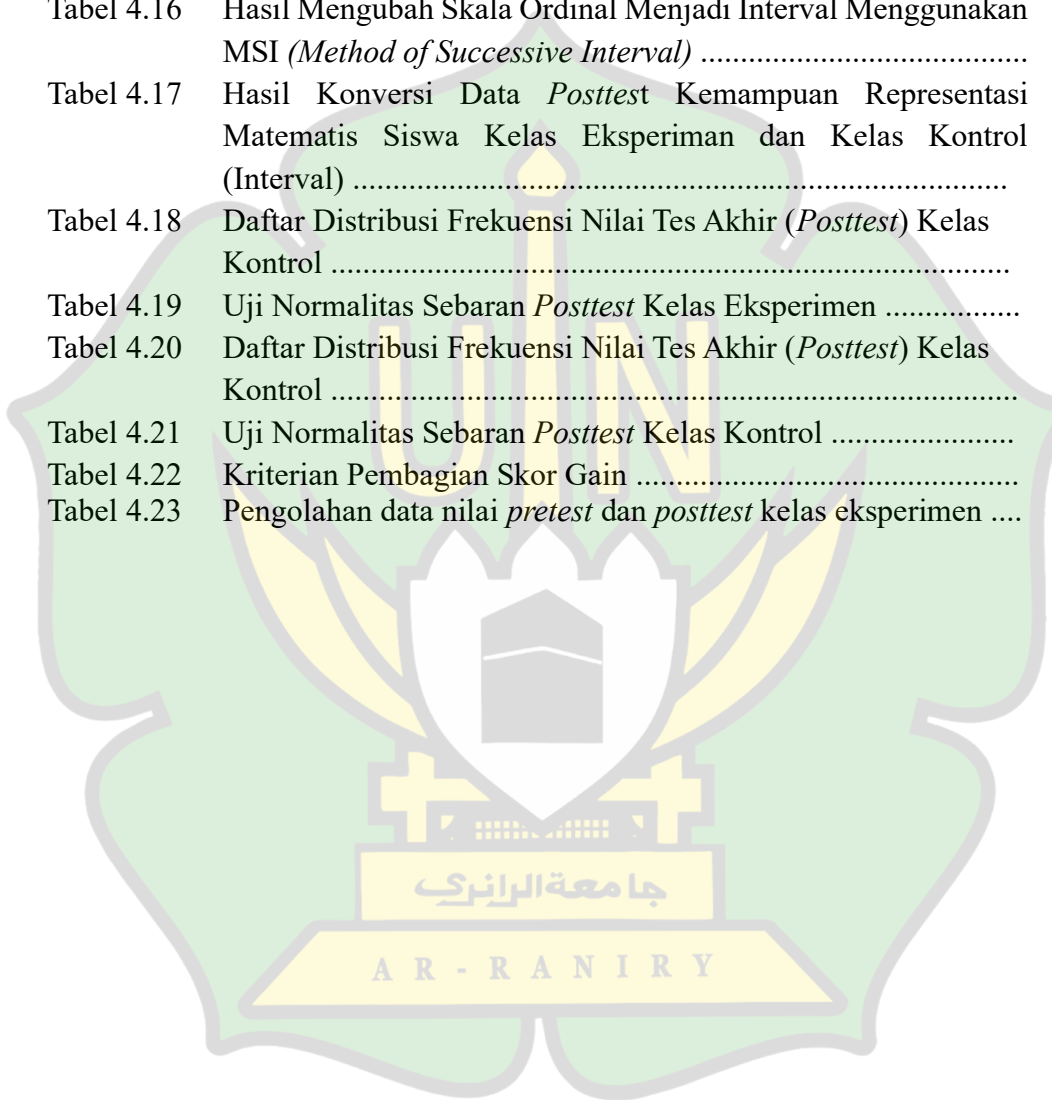 Tabel 4.16 Hasil Mengubah Skala Ordinal Menjadi Interval Menggunakan
MSI (Method of Successive Interval) .........................................
Tabel 4.17 Hasil Konversi Data Posttest Kemampuan Representasi
Matematis Siswa Kelas Eksperiman dan Kelas Kontrol
(Interval) ..................................................................................
Tabel 4.18 Daftar Distribusi Frekuensi Nilai Tes Akhir (Posttest) Kelas
Kontrol .....................................................................................
Tabel 4.19 Uji Normalitas Sebaran Posttest Kelas Eksperimen .................
Tabel 4.20 Daftar Distribusi Frekuensi Nilai Tes Akhir (Posttest) Kelas
Kontrol ......................................................................................
Tabel 4.21 Uji Normalitas Sebaran Posttest Kelas Kontrol .......................
Tabel 4.22 Kriterian Pembagian Skor Gain ................................................
Tabel 4.23 Pengolahan data nilai pretest dan posttest kelas eksperimen ....
UIN
جامعةالرانري
AR-RANIRY